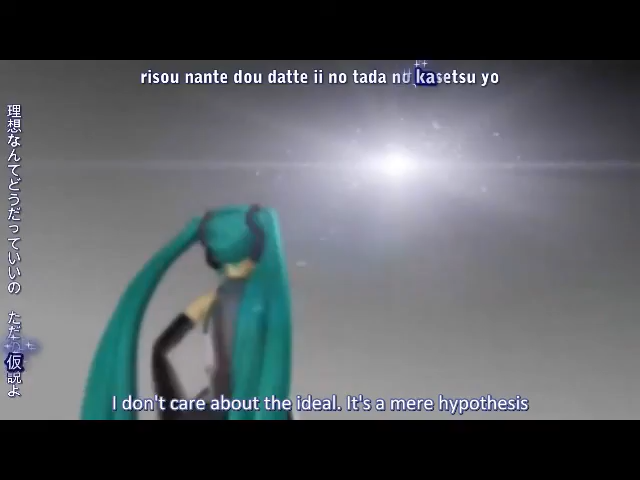 risou nante dou datte ii no tada no kasetsu yo
理想なんてどうだっていいの ただの仮説よ
I don't care about the ideal. It's a mere hypothesis